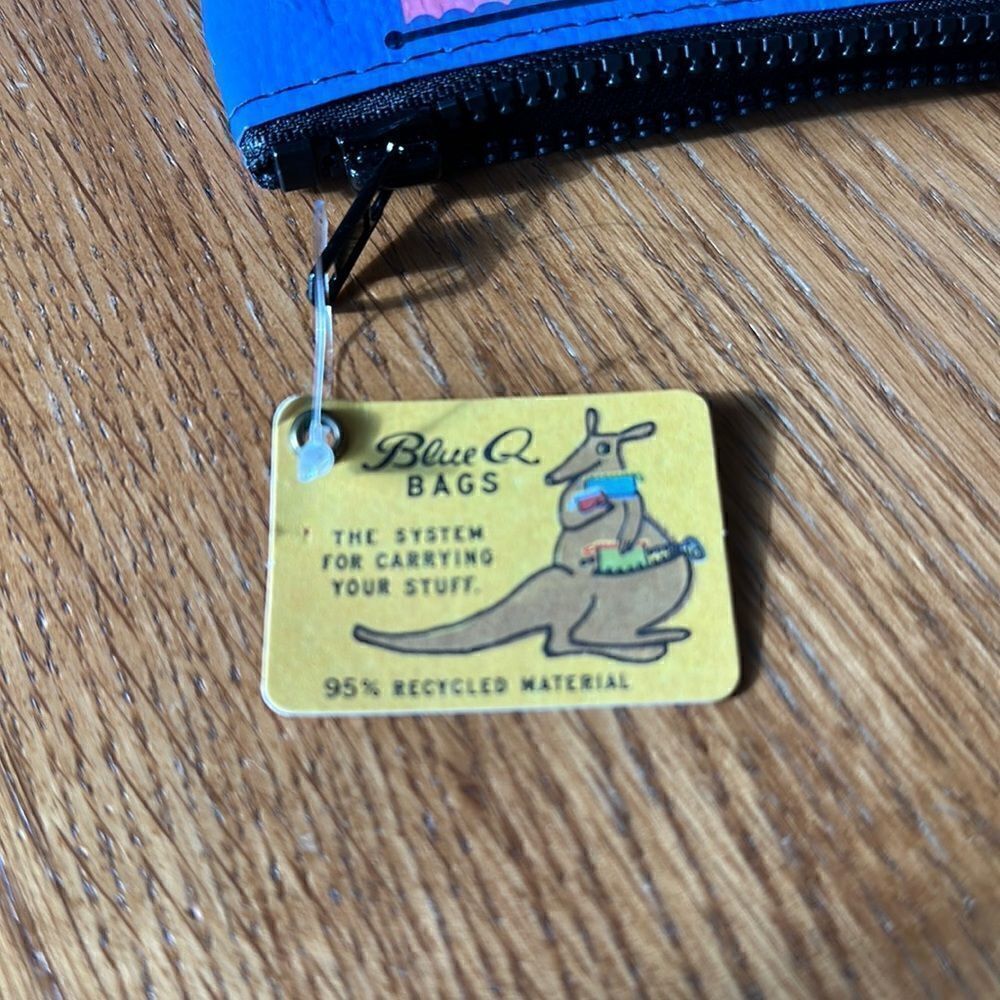 Blue Q
BAGS
THE SYSTEM
FOR CARRYING
YOUR STUFF.
95% RECYCLED MATERIAL